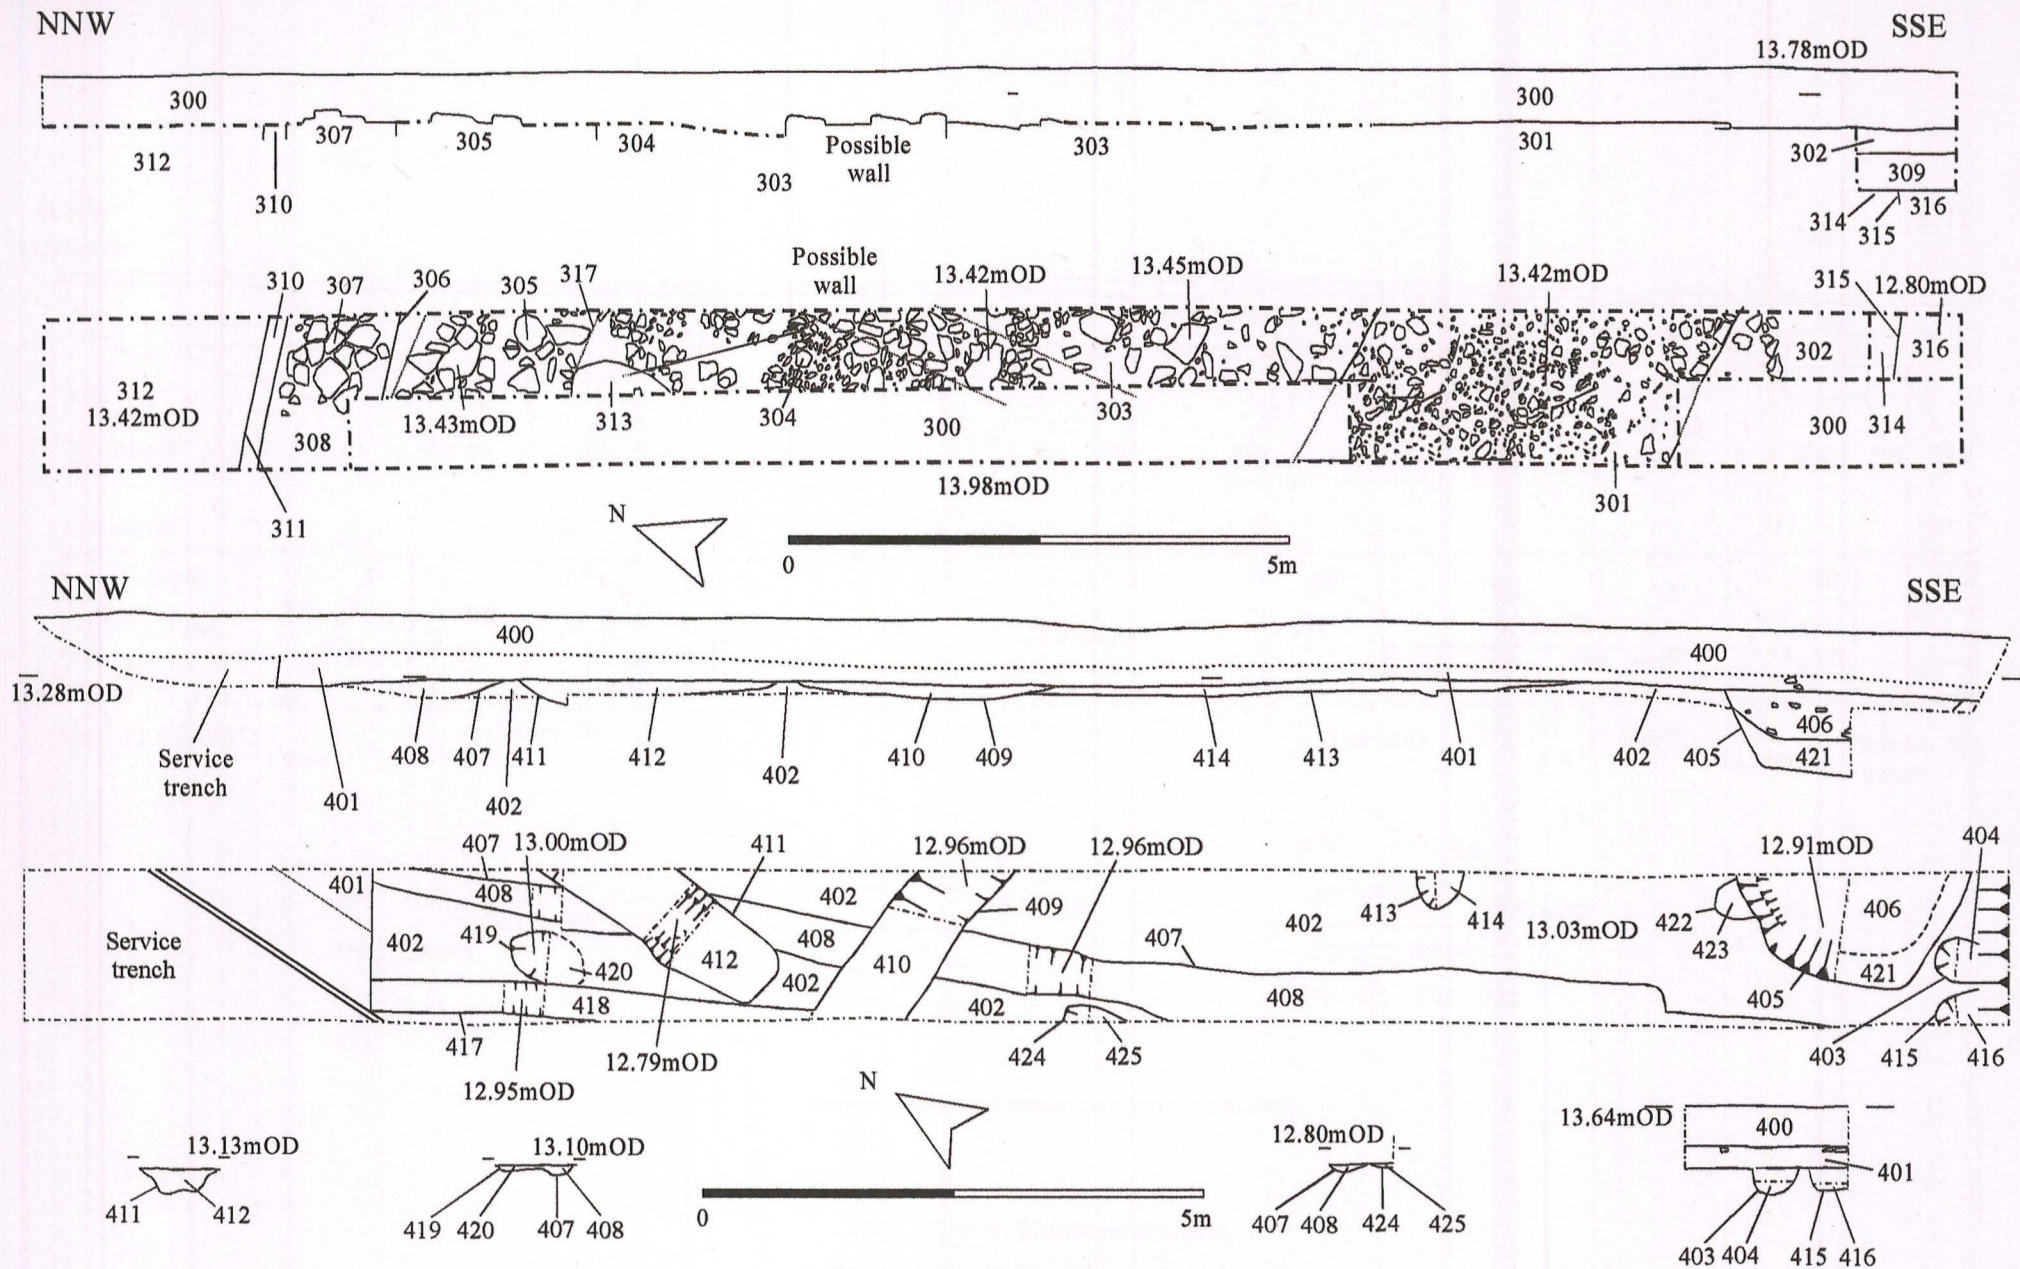 NNW
SSE
13.78mOD
300
300
307
305
304
Possible
wall
303
301
302
312
303
309
310
314
316
315
Possible
wall
310
307
306
305
317
13.42mOD
13.45mOD
13.42mOD
315
12.80mOD
312
13.42mOD
302
316
308
13.43mOD
313
304
300
303
300
314
311
13.98mOD
301
N
0
5m
NNW
SSE
400
400
13.28mOD
Service
trench
401
408
407
411
402
412
402
410
409
414
413
401
402
405
406
421
407
13.00mOD
411
12.96mOD
12.96mOD
12.91mOD
404
401
408
402
409
413
414
402
13.03mOD
422
423
406
Service
trench
402
419
420
412
408
402
410
407
408
405
421
418
402
417
12.95mOD
12.79mOD
424
425
403
415
416
N
13.13mOD
411
412
13.10mOD
419
420
407
408
0
5m
12.80mOD
407
408
424
425
13.64mOD
400
401
403
404
415
416